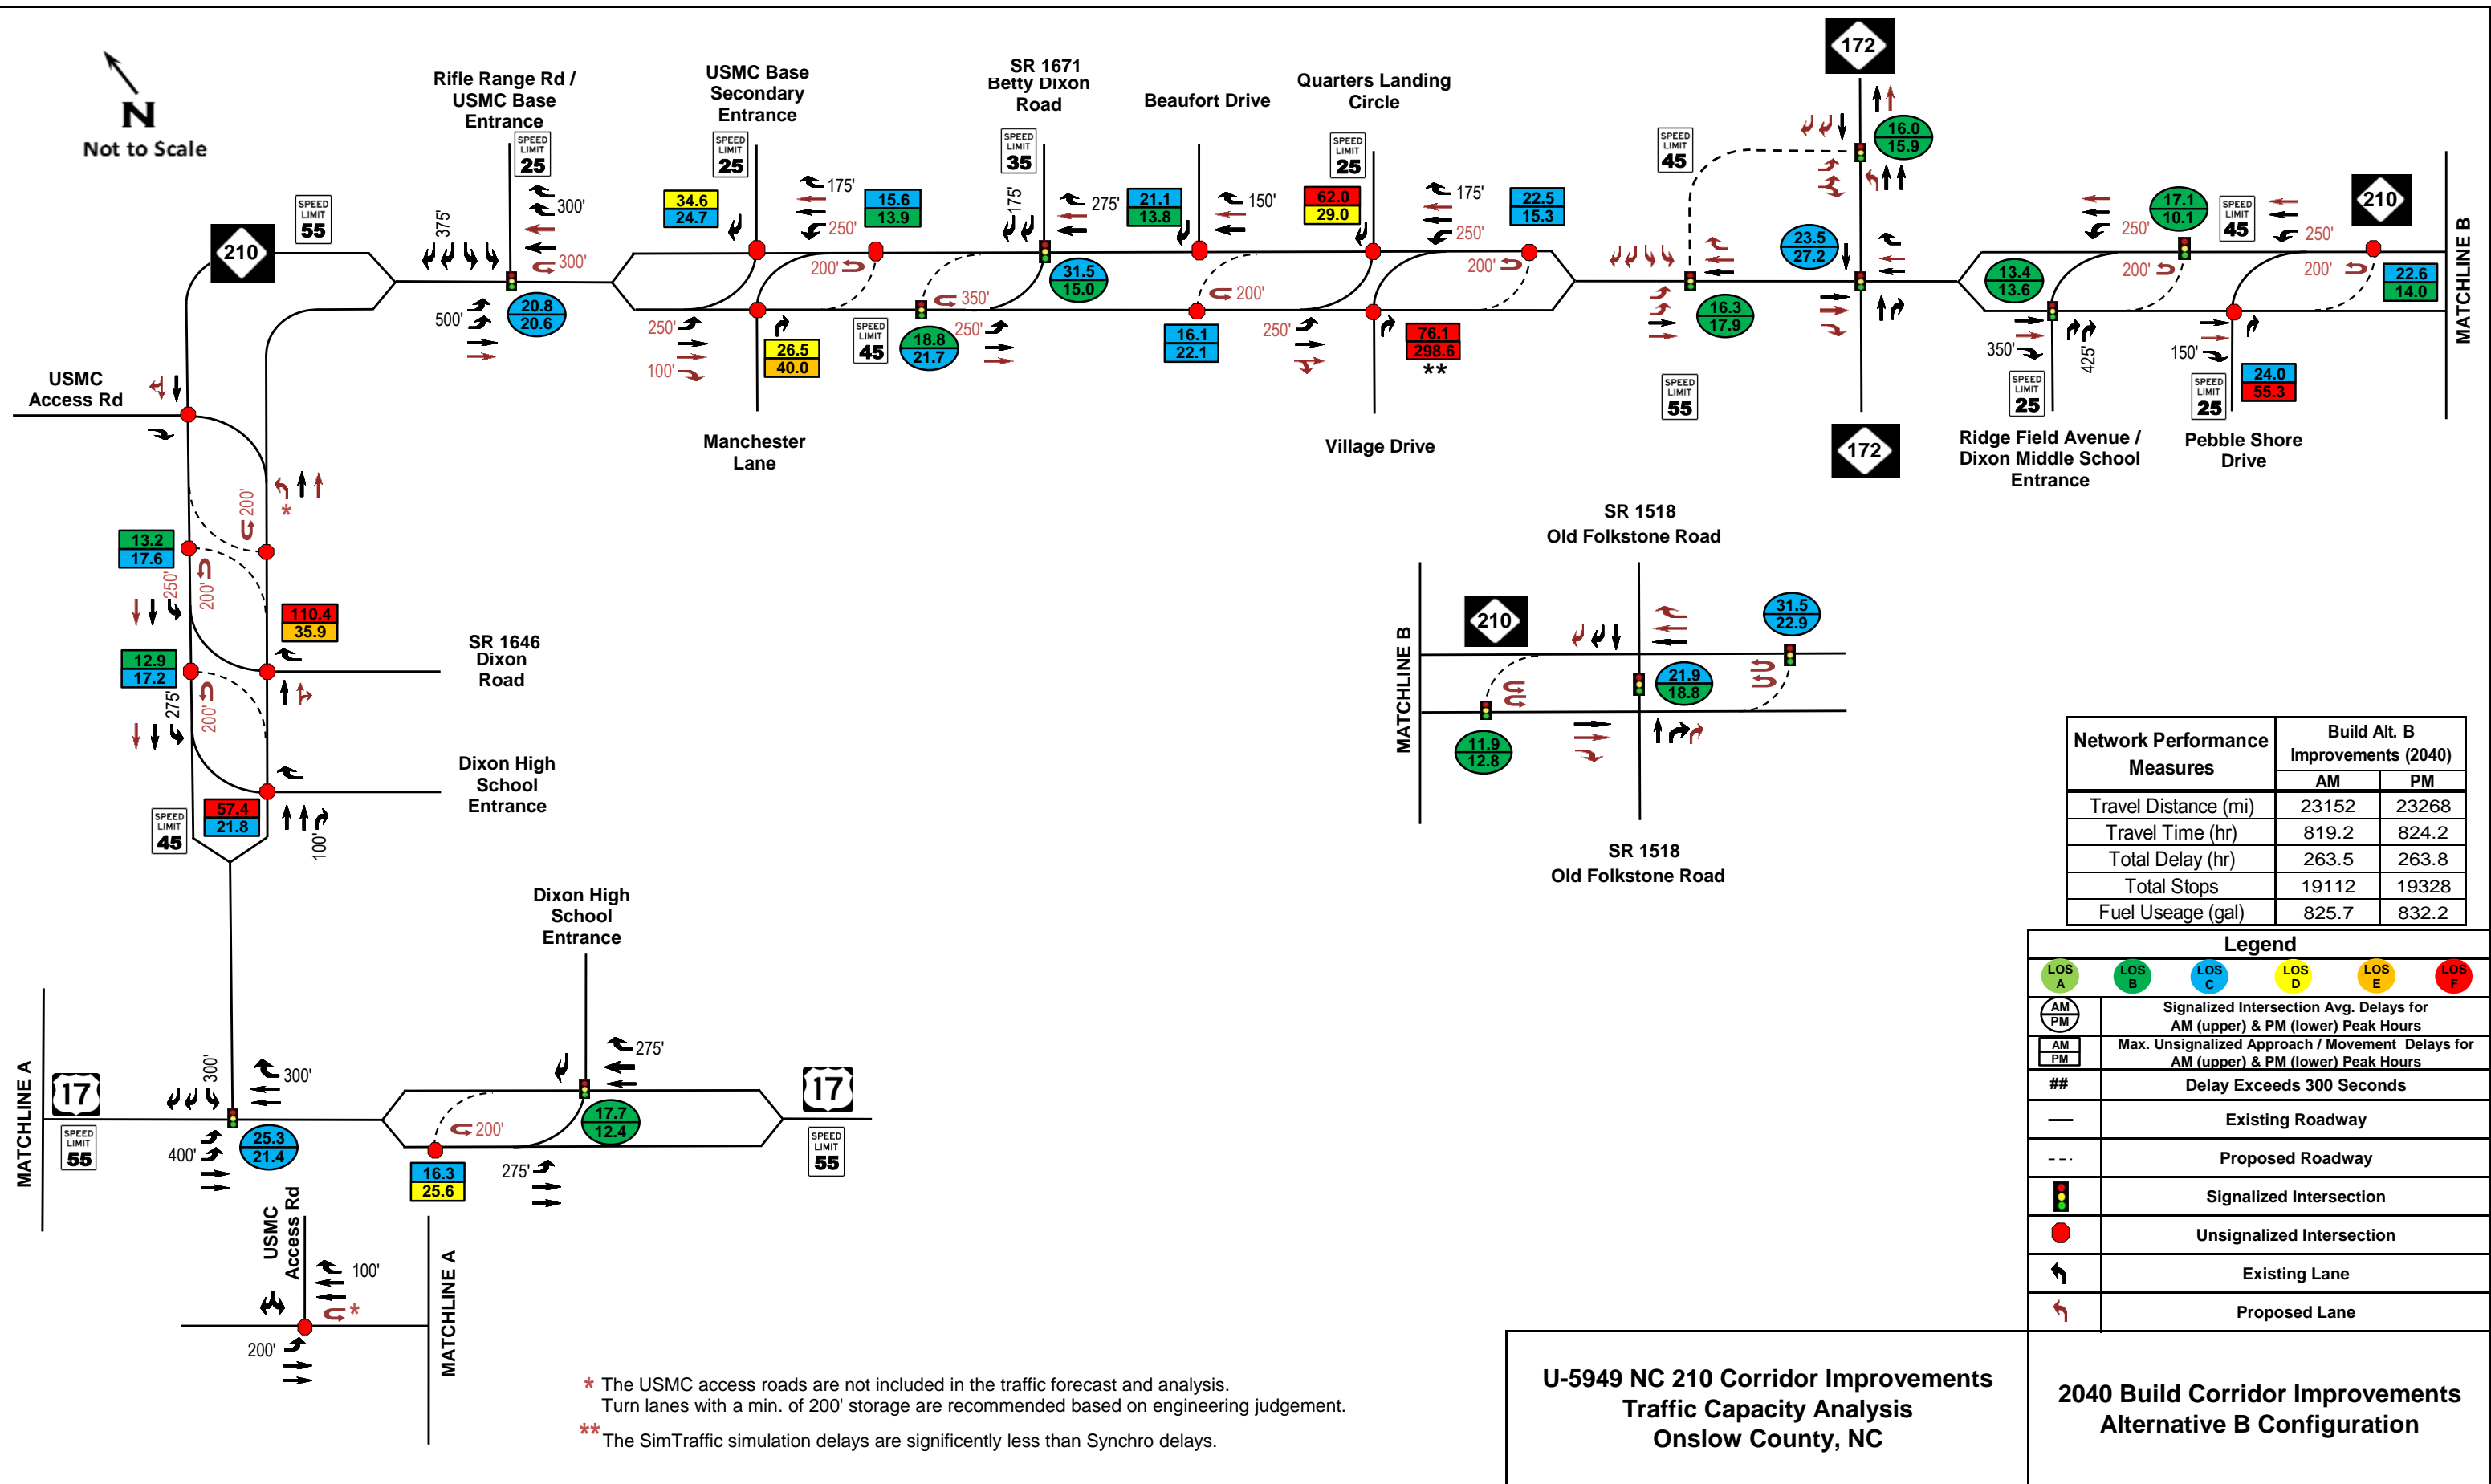 N
Not to Scale
Rifle Range Rd /
USMC Base
Entrance
SPEED
LIMIT
25
USMC Base
Secondary
Entrance
SPEED
LIMIT
25
SR 1671
Betty Dixon
Road
SPEED
LIMIT
35
Beaufort Drive
Quarters Landing
Circle
SPEED
LIMIT
25
172
SPEED
LIMIT
45
16.0
15.9
210
SPEED
LIMIT
55
375'
300'
300'
500'
20.8
20.6
34.6
24.7
175'
250'
15.6
13.9
200'
175'
275'
31.5
15.0
350'
21.1
13.8
150'
200'
62.0
29.0
175'
250'
22.5
15.3
200'
250'
100'
26.5
40.0
SPEED
LIMIT
45
18.8
21.7
250'
16.1
22.1
250'
76.1
298.6
**
Manchester
Lane
Village Drive
16.3
17.9
SPEED
LIMIT
55
23.5
27.2
172
250'
17.1
10.1
SPEED
LIMIT
45
250'
210
13.4
13.6
200'
200'
22.6
14.0
350'
425'
150'
24.0
55.3
SPEED
LIMIT
25
SPEED
LIMIT
25
Ridge Field Avenue /
Dixon Middle School
Entrance
Pebble Shore
Drive
MATCHLINE B
USMC
Access Rd
200'
*
13.2
17.6
250'
200'
110.4
35.9
SR 1646
Dixon
Road
12.9
17.2
275'
200'
Dixon High
School
Entrance
57.4
21.8
SPEED
LIMIT
45
100'
SR 1518
Old Folkstone Road
MATCHLINE B
210
31.5
22.9
21.9
18.8
11.9
12.8
SR 1518
Old Folkstone Road
Network Performance
Measures
Build Alt. B
Improvements (2040)
AM PM
Travel Distance (mi) 23152 23268
Travel Time (hr) 819.2 824.2
Total Delay (hr) 263.5 263.8
Total Stops 19112 19328
Fuel Useage (gal) 825.7 832.2
Legend
LOS
A
LOS
B
LOS
C
LOS
D
LOS
E
LOS
F
AM
PM
Signalized Intersection Avg. Delays for
AM (upper) & PM (lower) Peak Hours
AM
PM
Max. Unsignalized Approach / Movement Delays for
AM (upper) & PM (lower) Peak Hours
## Delay Exceeds 300 Seconds
Existing Roadway
Proposed Roadway
Signalized Intersection
Unsignalized Intersection
Existing Lane
Proposed Lane
Dixon High
School
Entrance
MATCHLINE A
17
SPEED
LIMIT
55
300'
300'
400'
25.3
21.4
275'
17.7
12.4
200'
16.3
25.6
275'
17
SPEED
LIMIT
55
USMC
Access Rd
100'
*
200'
MATCHLINE A
* The USMC access roads are not included in the traffic forecast and analysis.
Turn lanes with a min. of 200' storage are recommended based on engineering judgement.
** The SimTraffic simulation delays are significantly less than Synchro delays.
U-5949 NC 210 Corridor Improvements
Traffic Capacity Analysis
Onslow County, NC
2040 Build Corridor Improvements
Alternative B Configuration